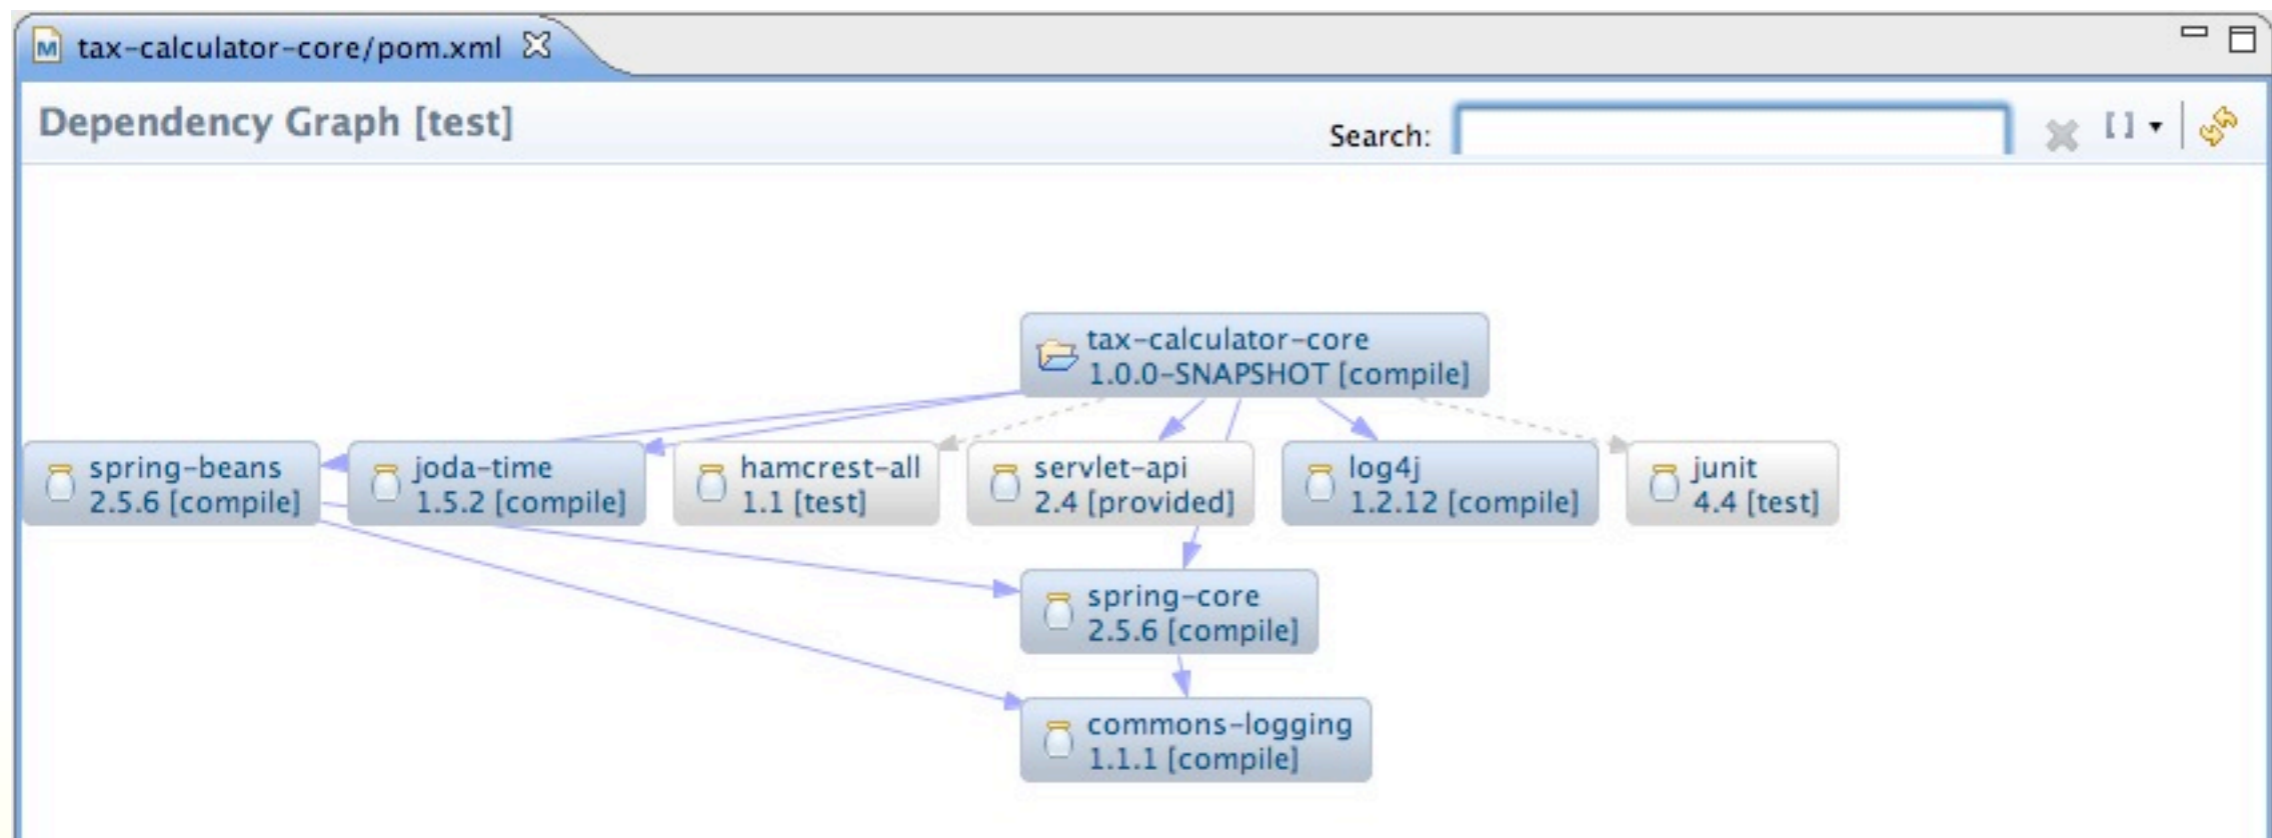 tax-calculator-core/pom.xml
Dependency Graph [test]
Search:
[ ]
tax-calculator-core
1.0.0-SNAPSHOT [compile]
spring-beans
2.5.6 [compile]
joda-time
1.5.2 [compile]
hamcrest-all
1.1 [test]
servlet-api
2.4 [provided]
log4j
1.2.12 [compile]
junit
4.4 [test]
spring-core
2.5.6 [compile]
commons-logging
1.1.1 [compile]